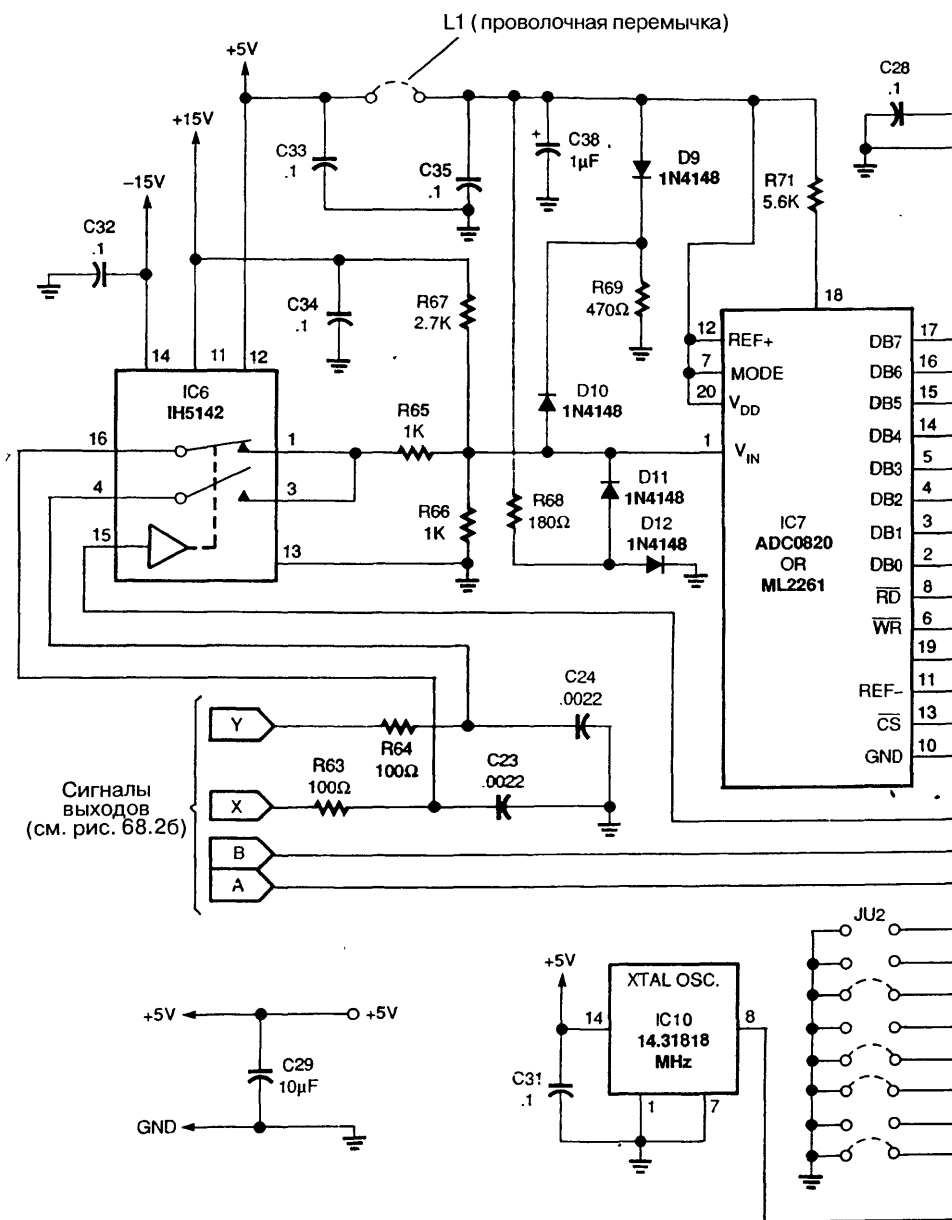 L1 ( проволочная перемычка)
+5V
C28
.1
+15V
C33
.1
C35
.1
+
C38
1µF
D9
1N4148
R71
5.6K
–15V
C32
.1
C34
.1
R67
2.7K
R69
470Ω
18
14
11
12
IC6
IH5142
12
REF+
DB7
17
7
MODE
DB6
16
20
VDD
DB5
15
D10
1N4148
R65
1K
16
1
1
VIN
DB4
14
4
3
DB3
5
D11
1N4148
R68
180Ω
DB2
4
15
R66
1K
D12
1N4148
13
IC7
ADC0820
OR
ML2261
DB1
3
DB0
2
RD
8
WR
6
19
REF–
11
CS
13
GND
10
C24
.0022
Y
R64
100Ω
C23
.0022
R63
100Ω
X
Сигналы
выходов
(см. рис. 68.2б)
B
A
JU2
+5V
XTAL OSC.
+5V
+5V
14
IC10
14.31818
MHz
8
C29
10µF
C31
.1
1
7
GND